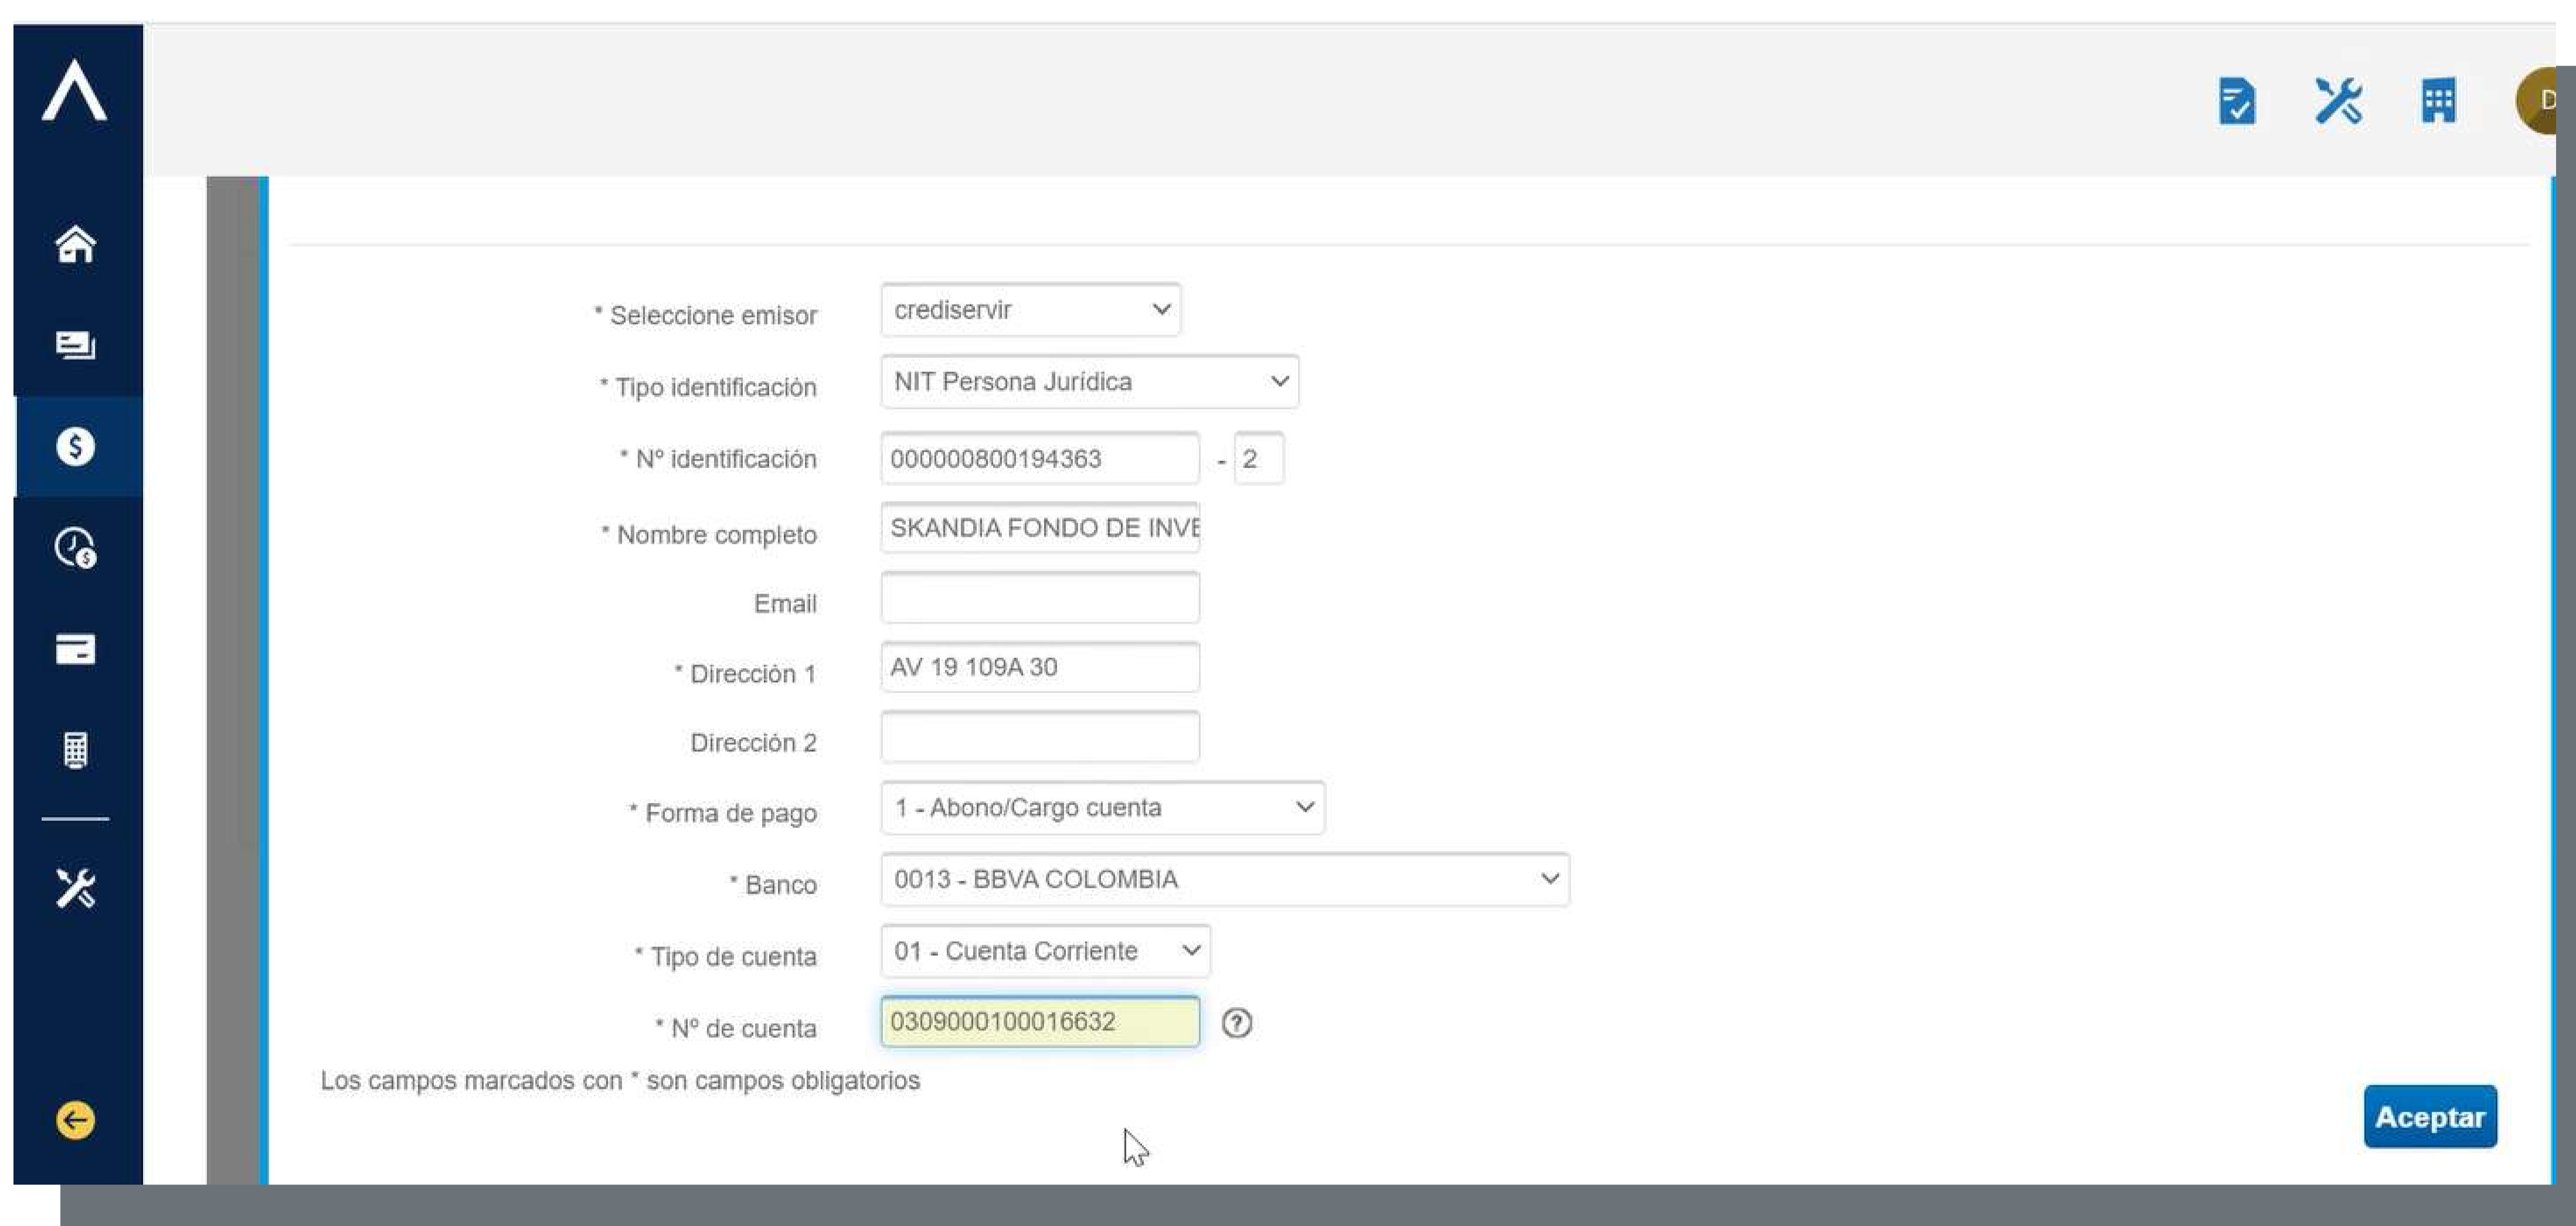 D
* Seleccione emisor crediservir
* Tipo identificación NIT Persona Jurídica
* Nº identificación 000000800194363 - 2
* Nombre completo SKANDIA FONDO DE INVE
Email
* Dirección 1 AV 19 109A 30
Dirección 2
* Forma de pago 1 - Abono/Cargo cuenta
* Banco 0013 - BBVA COLOMBIA
* Tipo de cuenta 01 - Cuenta Corriente
* Nº de cuenta 0309000100016632 ?
Los campos marcados con * son campos obligatorios
Aceptar